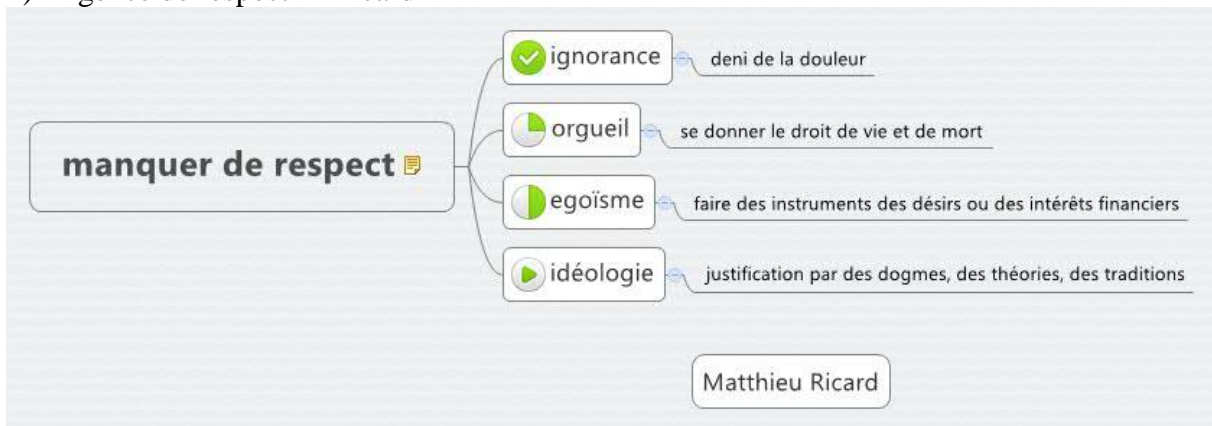 ignorance
deni de la douleur
orgueil
se donner le droit de vie et de mort
manquer de respect
egoïsme
faire des instruments des désirs ou des intérêts financiers
idéologie
justification par des dogmes, des théories, des traditions
Matthieu Ricard